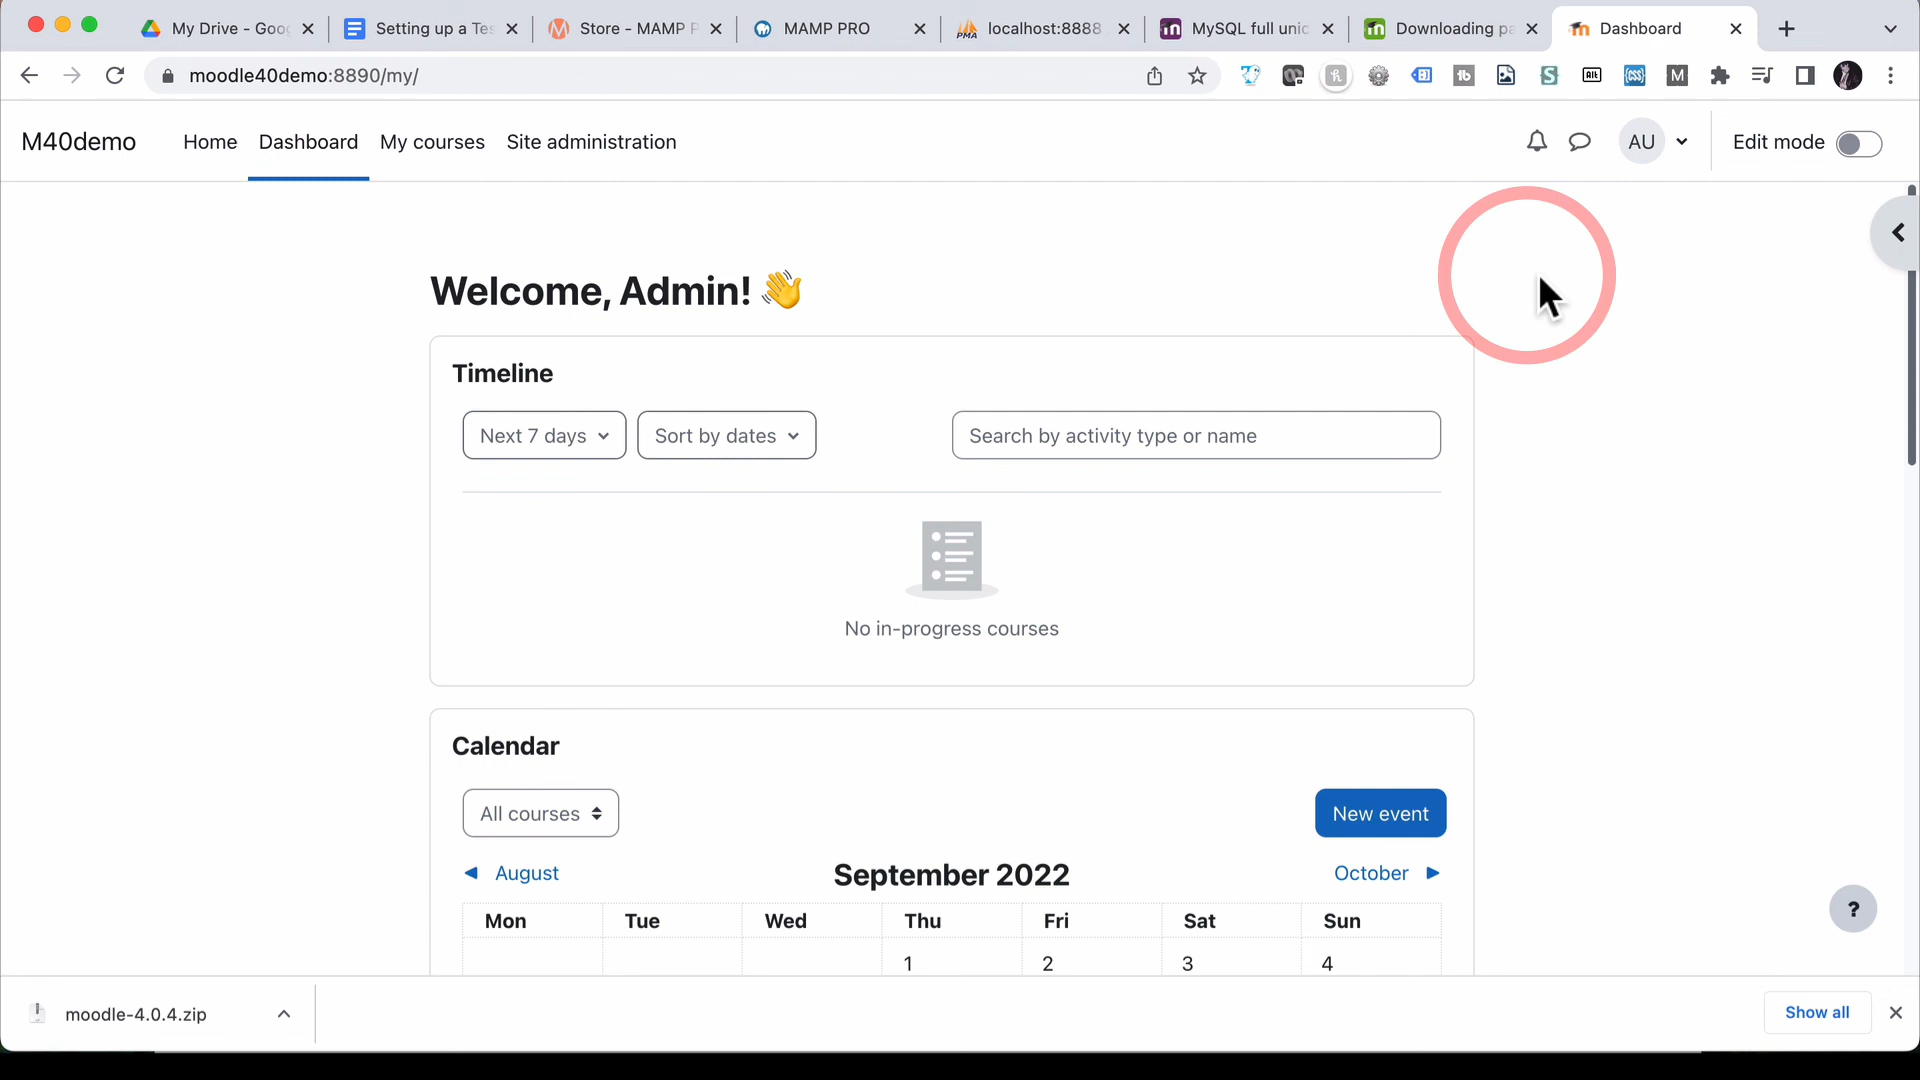 My Drive - Goog
Setting up a Tes
Store - MAMP P
MAMP PRO
localhost:8888
MySQL full unic
Downloading pa
Dashboard
moodle40demo:8890/my/
M40demo
Home
Dashboard
My courses
Site administration
AU
Edit mode
Welcome, Admin! 👋
Timeline
Next 7 days
Sort by dates
Search by activity type or name
No in-progress courses
Calendar
All courses
New event
August
September 2022
October
Mon Tue Wed Thu Fri Sat Sun
1 2 3 4
?
moodle-4.0.4.zip
Show all